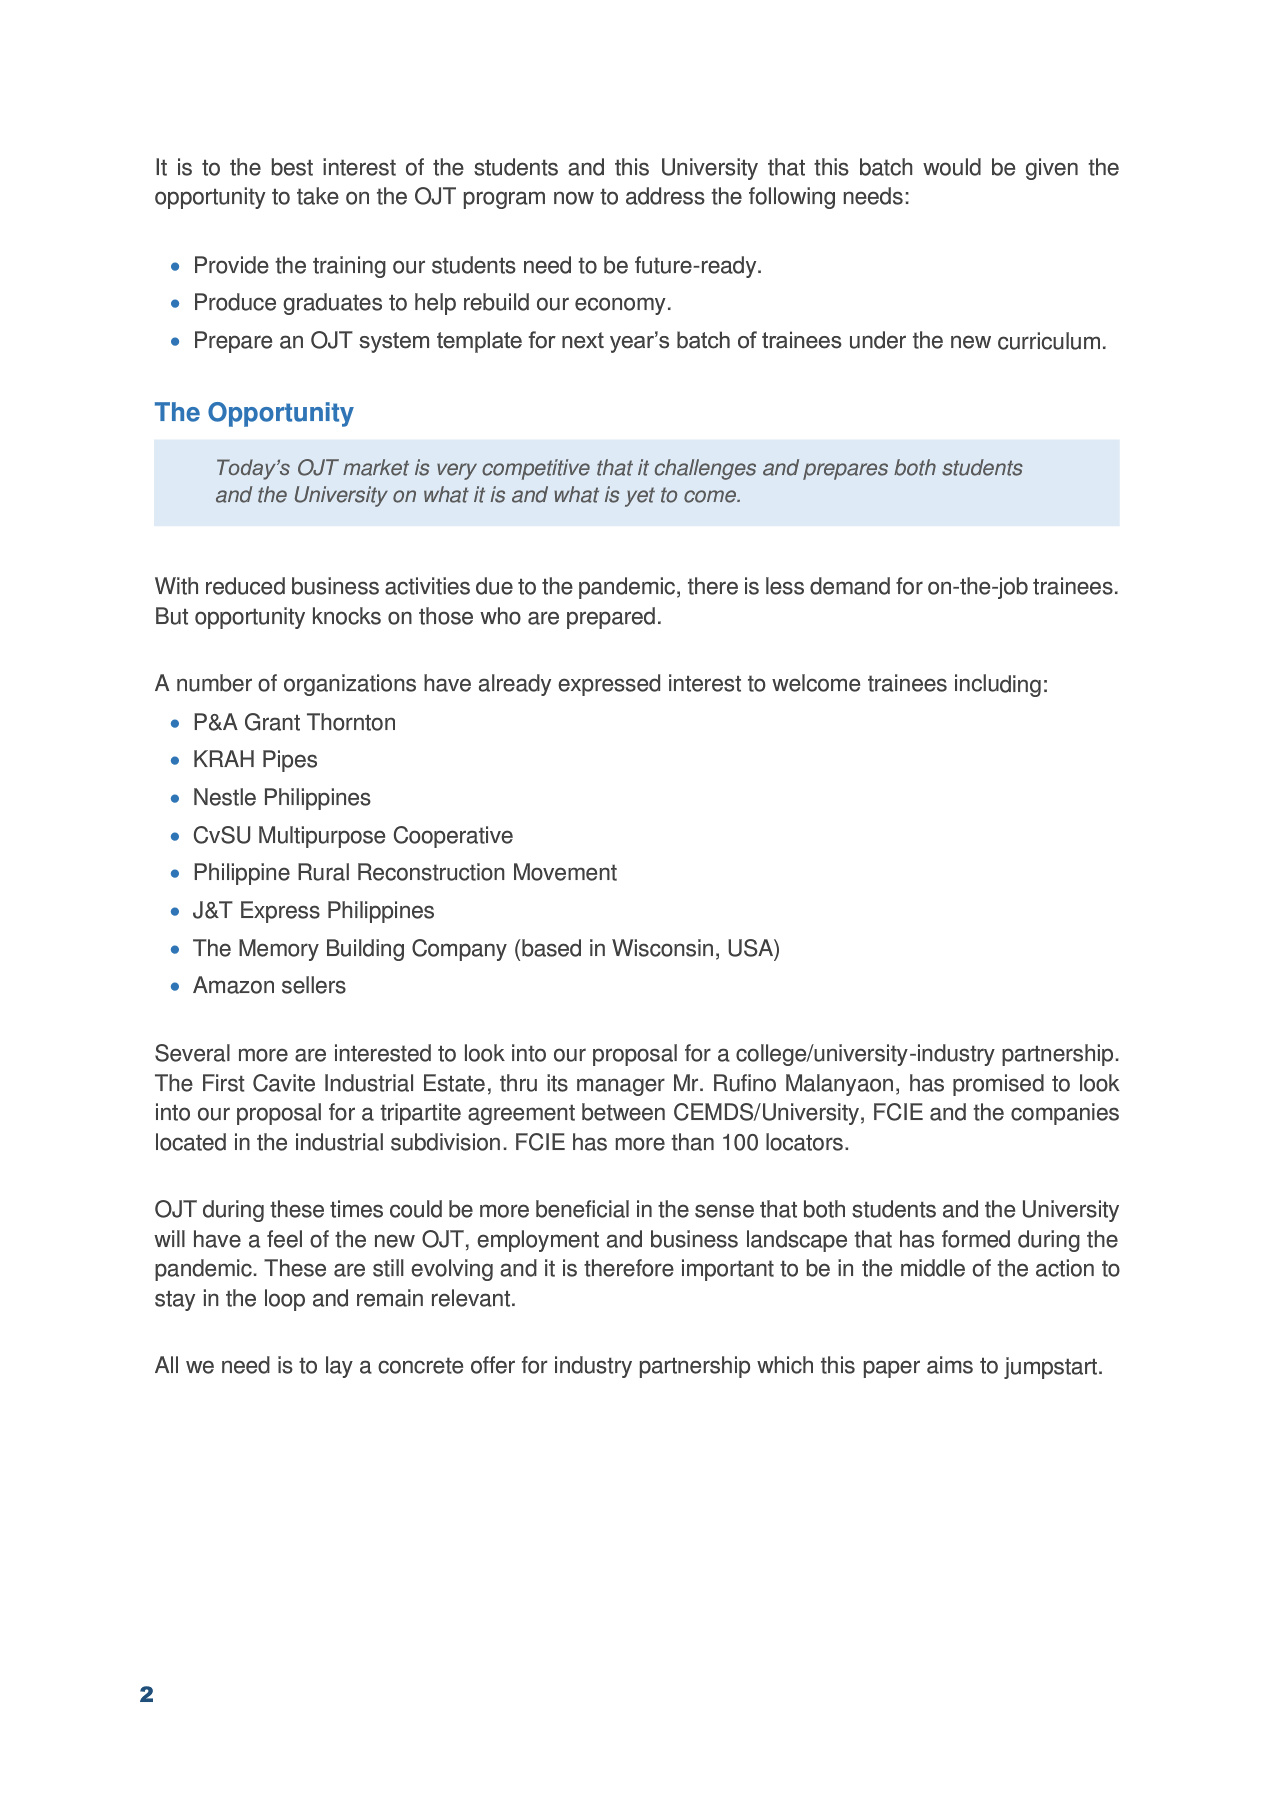 It is to the best interest of the students and this University that this batch would be given the
opportunity to take on the OJT program now to address the following needs:
• Provide the training our students need to be future-ready.
• Produce graduates to help rebuild our economy.
• Prepare an OJT system template for next year’s batch of trainees under the new curriculum.
The Opportunity
Today’s OJT market is very competitive that it challenges and prepares both students
and the University on what it is and what is yet to come.
With reduced business activities due to the pandemic, there is less demand for on-the-job trainees.
But opportunity knocks on those who are prepared.
A number of organizations have already expressed interest to welcome trainees including:
• P&A Grant Thornton
• KRAH Pipes
• Nestle Philippines
• CvSU Multipurpose Cooperative
• Philippine Rural Reconstruction Movement
• J&T Express Philippines
• The Memory Building Company (based in Wisconsin, USA)
• Amazon sellers
Several more are interested to look into our proposal for a college/university-industry partnership.
The First Cavite Industrial Estate, thru its manager Mr. Rufino Malanyaon, has promised to look
into our proposal for a tripartite agreement between CEMDS/University, FCIE and the companies
located in the industrial subdivision. FCIE has more than 100 locators.
OJT during these times could be more beneficial in the sense that both students and the University
will have a feel of the new OJT, employment and business landscape that has formed during the
pandemic. These are still evolving and it is therefore important to be in the middle of the action to
stay in the loop and remain relevant.
All we need is to lay a concrete offer for industry partnership which this paper aims to jumpstart.
2